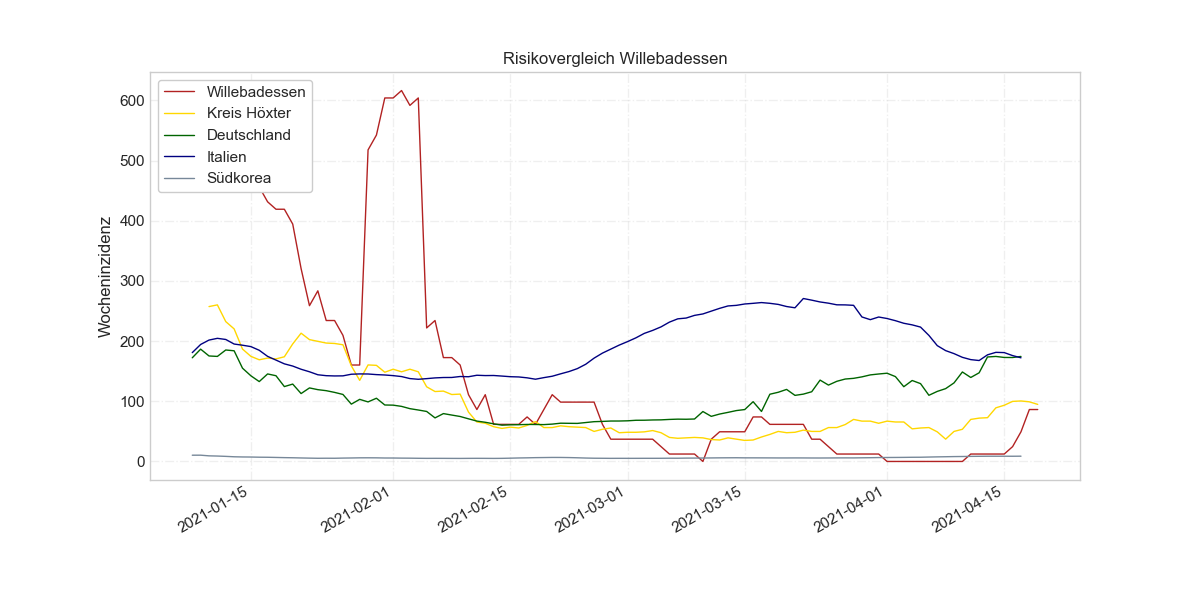 Risikovergleich Willebadessen
Willebadessen
Kreis Höxter
Deutschland
Italien
Südkorea
Wocheninzidenz
600
500
400
300
200
100
0
2021-01-15
2021-02-01
2021-02-15
2021-03-01
2021-03-15
2021-04-01
2021-04-15